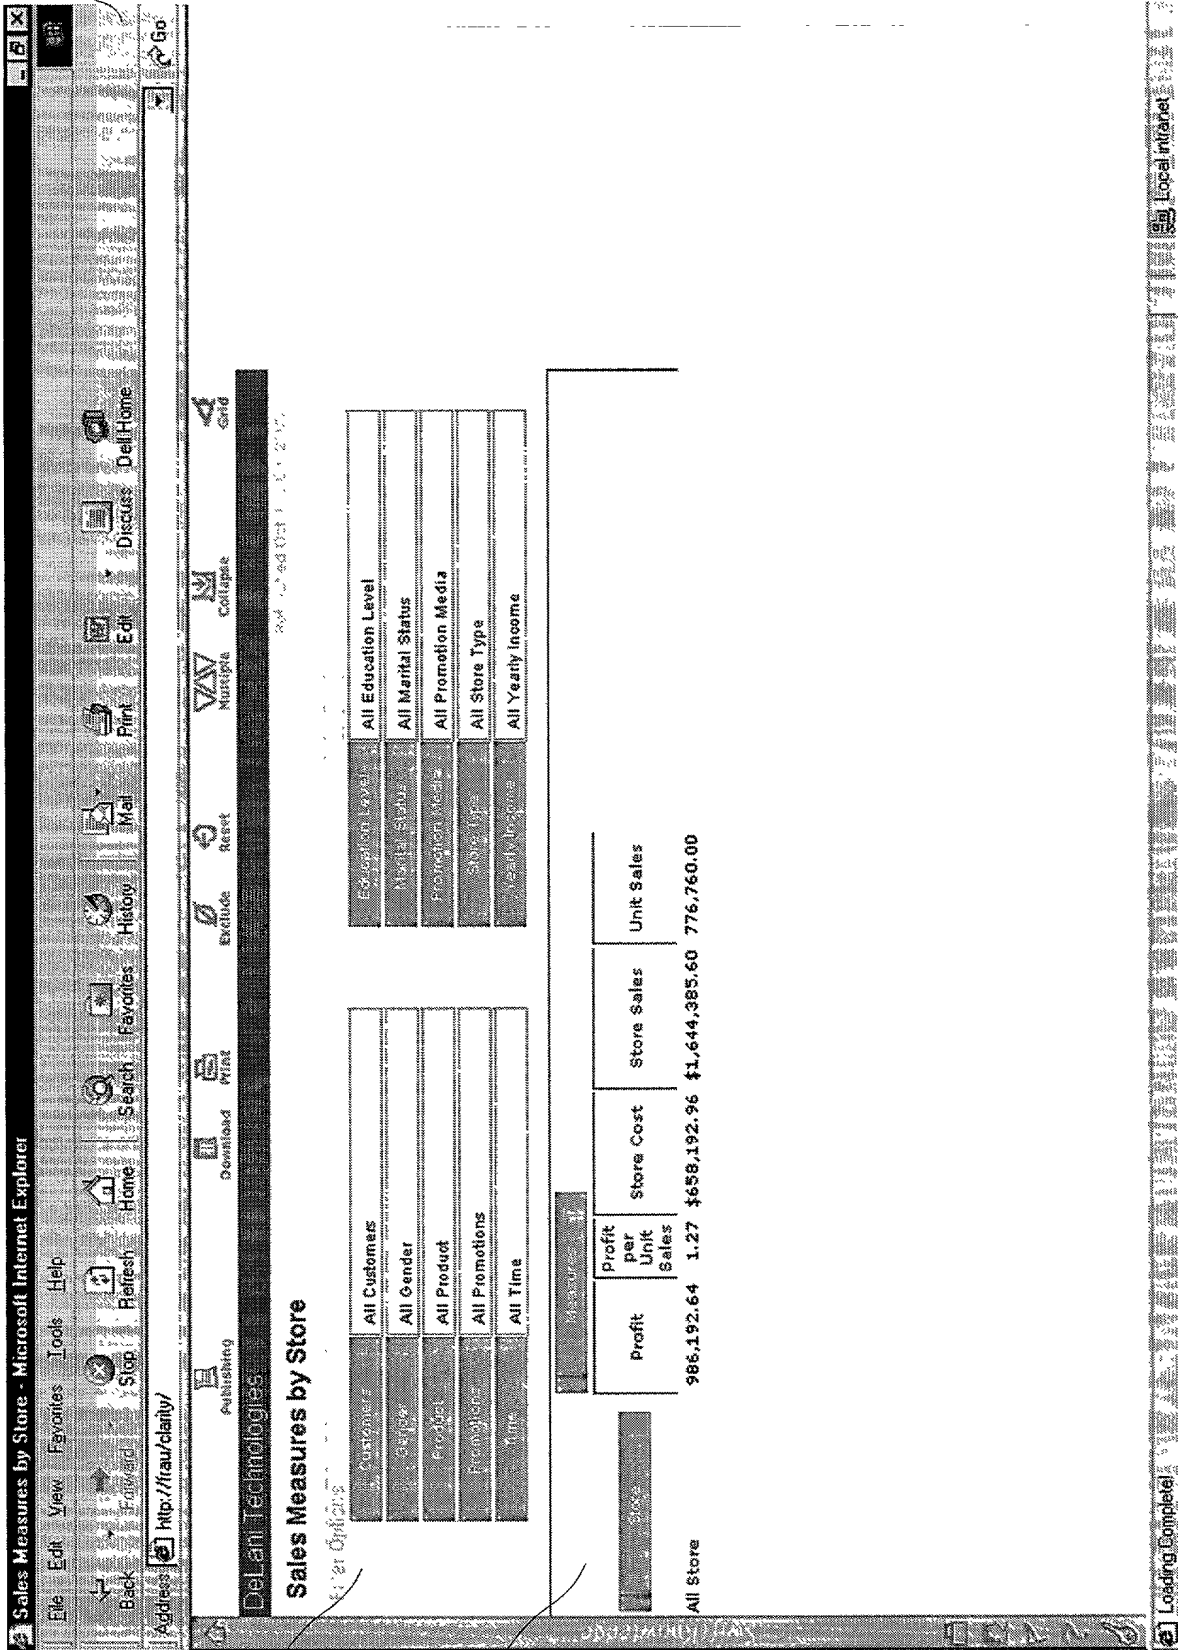 Sales Measures by Store - Microsoft Internet Explorer
File Edit View Favorites Tools Help
Back Forward Stop Refresh Home Search Favorites History Mail Print Edit Discuss Dell Home
Address http://frau/clarity/ Go
Publishing Download Print Exclude Reset Multiple Collapse Grid
DeLani Technologies
Sales Measures by Store
Filter Options
Customers All Customers Education Level All Education Level
Gender All Gender Marital Status All Marital Status
Product All Product Promotion Media All Promotion Media
Promotions All Promotions Store Type All Store Type
Time All Time Yearly Income All Yearly Income
Measures
Store Profit Profit per Unit Sales Store Cost Store Sales Unit Sales
All Store 986,192.64 1.27 $658,192.96 $1,644,385.60 776,760.00
Loading Complete! Local intranet